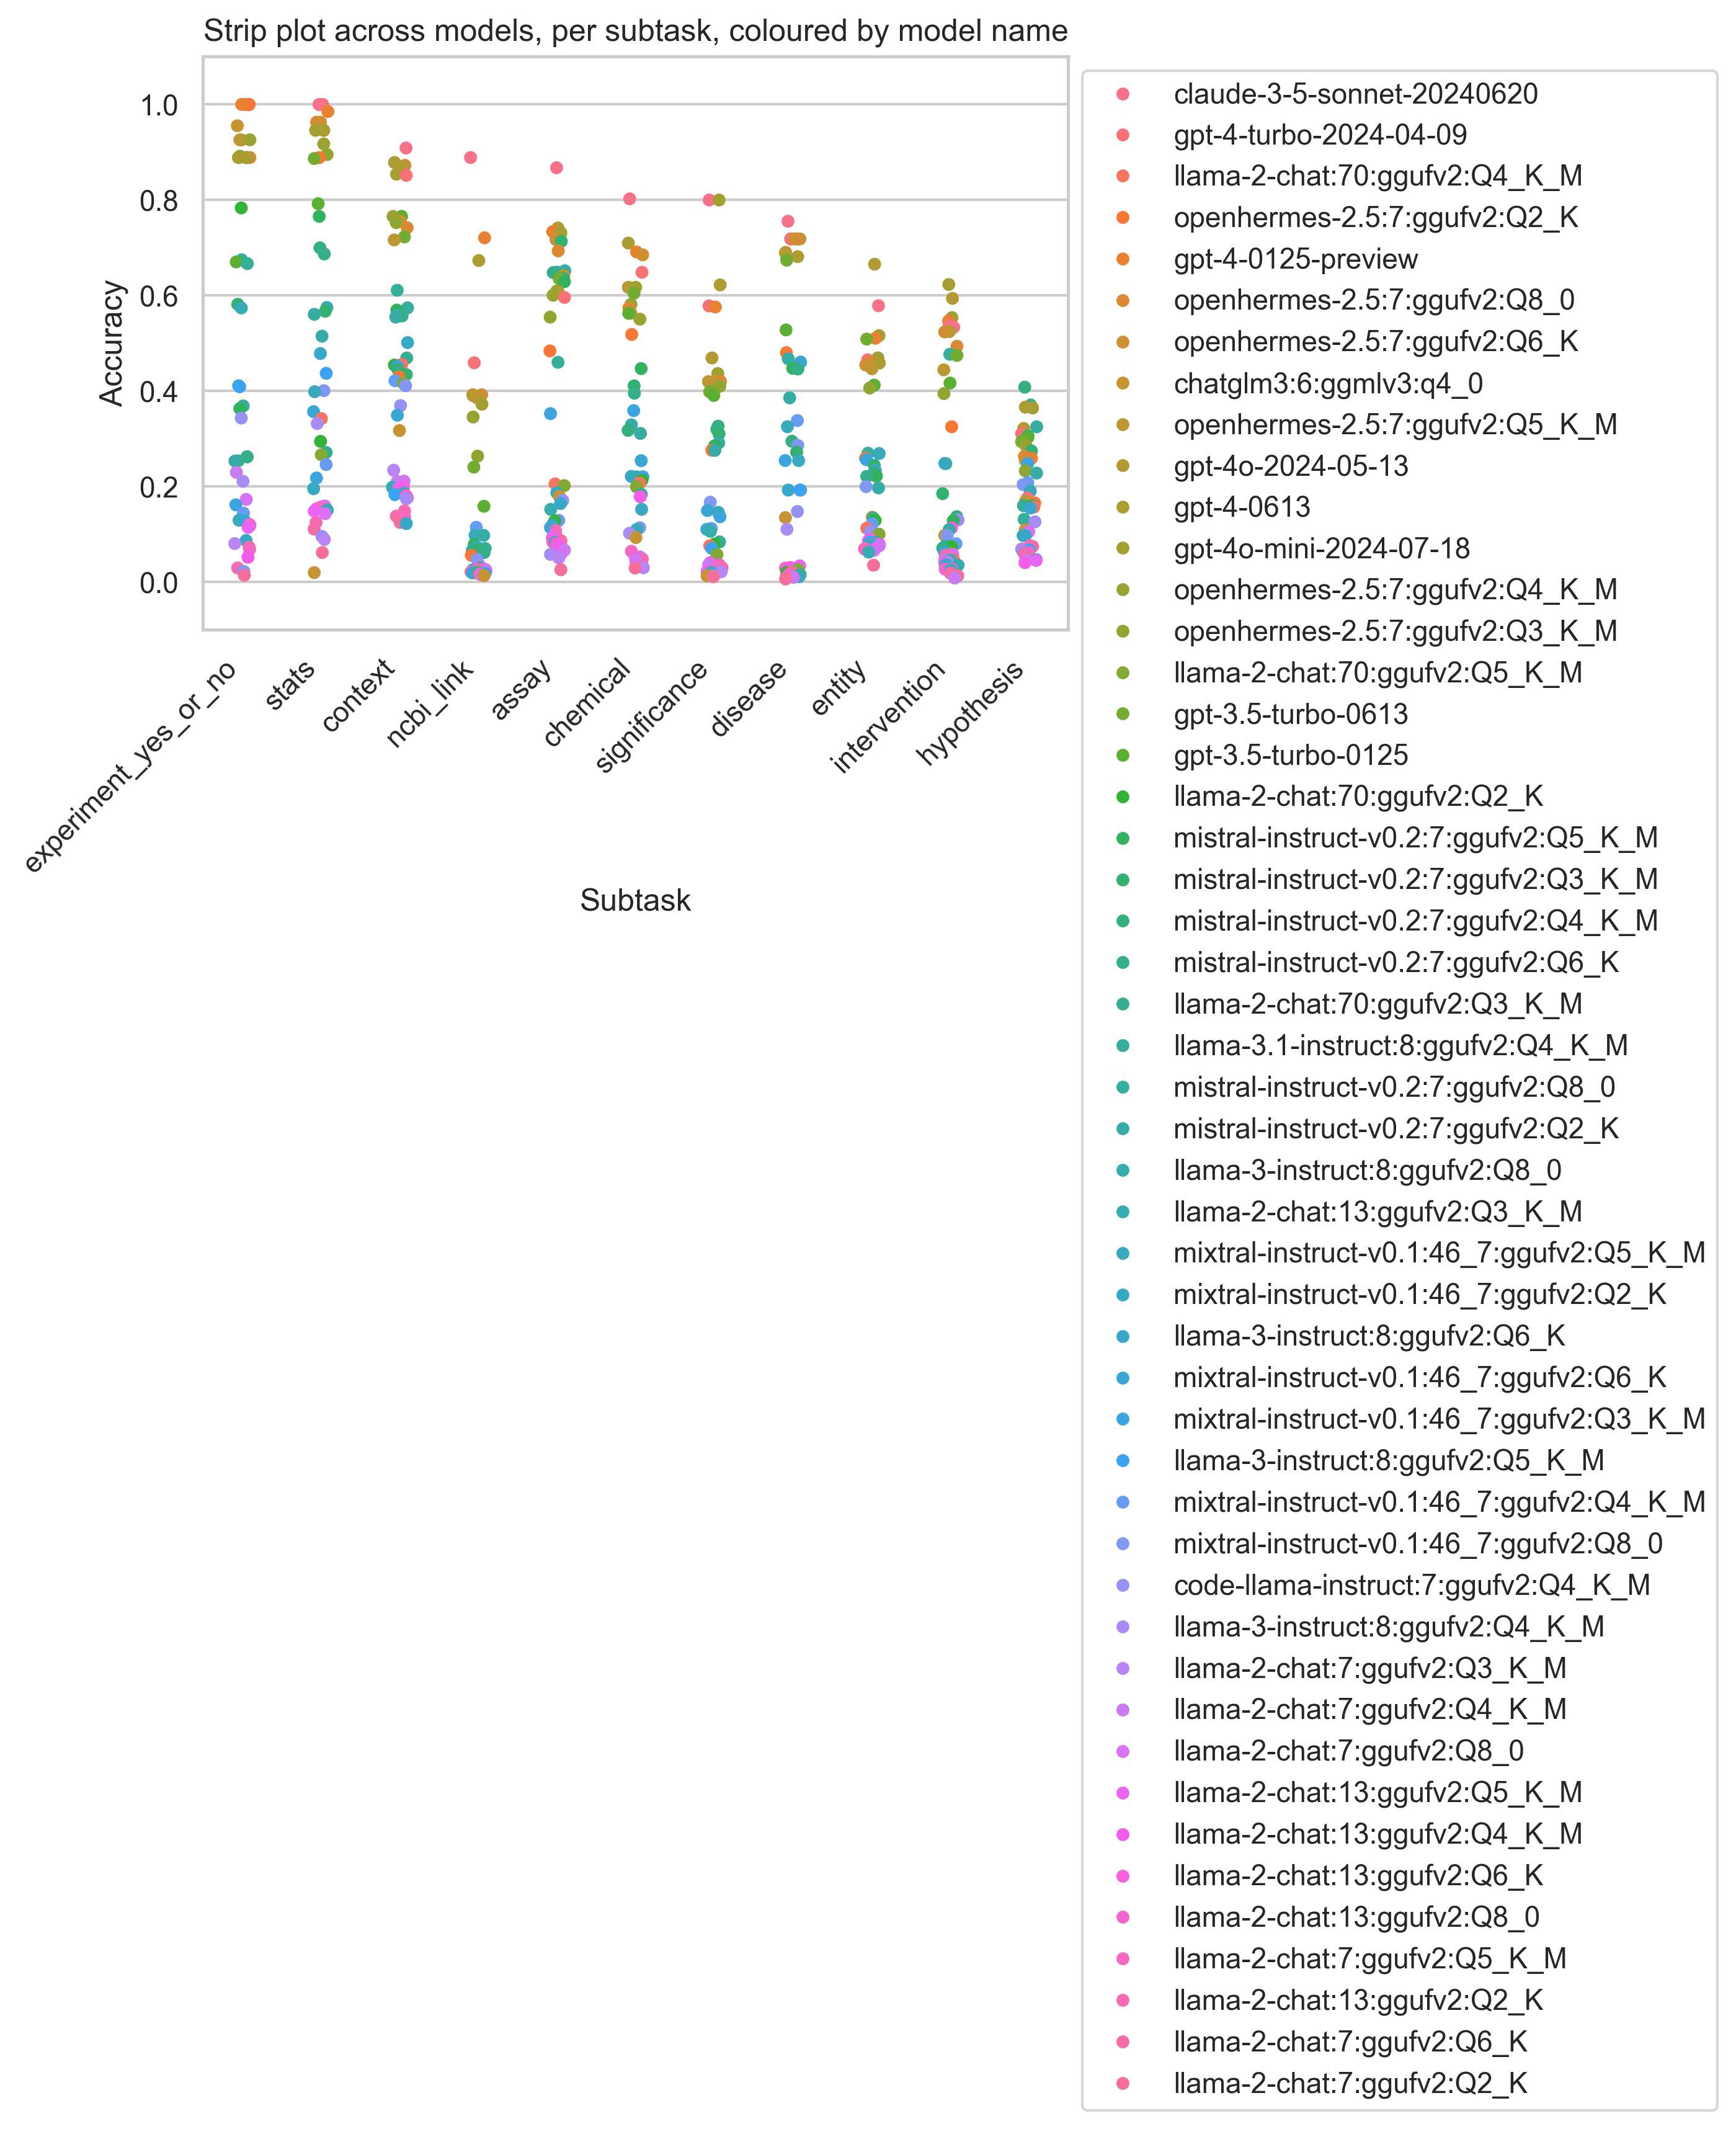 Strip plot across models, per subtask, coloured by model name
1.0
0.8
0.6
0.4
0.2
0.0
Accuracy
experiment_yes_or_no
stats
context
ncbi_link
assay
chemical
significance
disease
entity
intervention
hypothesis
Subtask
claude-3-5-sonnet-20240620
gpt-4-turbo-2024-04-09
llama-2-chat:70:ggufv2:Q4_K_M
openhermes-2.5:7:ggufv2:Q2_K
gpt-4-0125-preview
openhermes-2.5:7:ggufv2:Q8_0
openhermes-2.5:7:ggufv2:Q6_K
chatglm3:6:ggmlv3:q4_0
openhermes-2.5:7:ggufv2:Q5_K_M
gpt-4o-2024-05-13
gpt-4-0613
gpt-4o-mini-2024-07-18
openhermes-2.5:7:ggufv2:Q4_K_M
openhermes-2.5:7:ggufv2:Q3_K_M
llama-2-chat:70:ggufv2:Q5_K_M
gpt-3.5-turbo-0613
gpt-3.5-turbo-0125
llama-2-chat:70:ggufv2:Q2_K
mistral-instruct-v0.2:7:ggufv2:Q5_K_M
mistral-instruct-v0.2:7:ggufv2:Q3_K_M
mistral-instruct-v0.2:7:ggufv2:Q4_K_M
mistral-instruct-v0.2:7:ggufv2:Q6_K
llama-2-chat:70:ggufv2:Q3_K_M
llama-3.1-instruct:8:ggufv2:Q4_K_M
mistral-instruct-v0.2:7:ggufv2:Q8_0
mistral-instruct-v0.2:7:ggufv2:Q2_K
llama-3-instruct:8:ggufv2:Q8_0
llama-2-chat:13:ggufv2:Q3_K_M
mixtral-instruct-v0.1:46_7:ggufv2:Q5_K_M
mixtral-instruct-v0.1:46_7:ggufv2:Q2_K
llama-3-instruct:8:ggufv2:Q6_K
mixtral-instruct-v0.1:46_7:ggufv2:Q6_K
mixtral-instruct-v0.1:46_7:ggufv2:Q3_K_M
llama-3-instruct:8:ggufv2:Q5_K_M
mixtral-instruct-v0.1:46_7:ggufv2:Q4_K_M
mixtral-instruct-v0.1:46_7:ggufv2:Q8_0
code-llama-instruct:7:ggufv2:Q4_K_M
llama-3-instruct:8:ggufv2:Q4_K_M
llama-2-chat:7:ggufv2:Q3_K_M
llama-2-chat:7:ggufv2:Q4_K_M
llama-2-chat:7:ggufv2:Q8_0
llama-2-chat:13:ggufv2:Q5_K_M
llama-2-chat:13:ggufv2:Q4_K_M
llama-2-chat:13:ggufv2:Q6_K
llama-2-chat:13:ggufv2:Q8_0
llama-2-chat:7:ggufv2:Q5_K_M
llama-2-chat:13:ggufv2:Q2_K
llama-2-chat:7:ggufv2:Q6_K
llama-2-chat:7:ggufv2:Q2_K